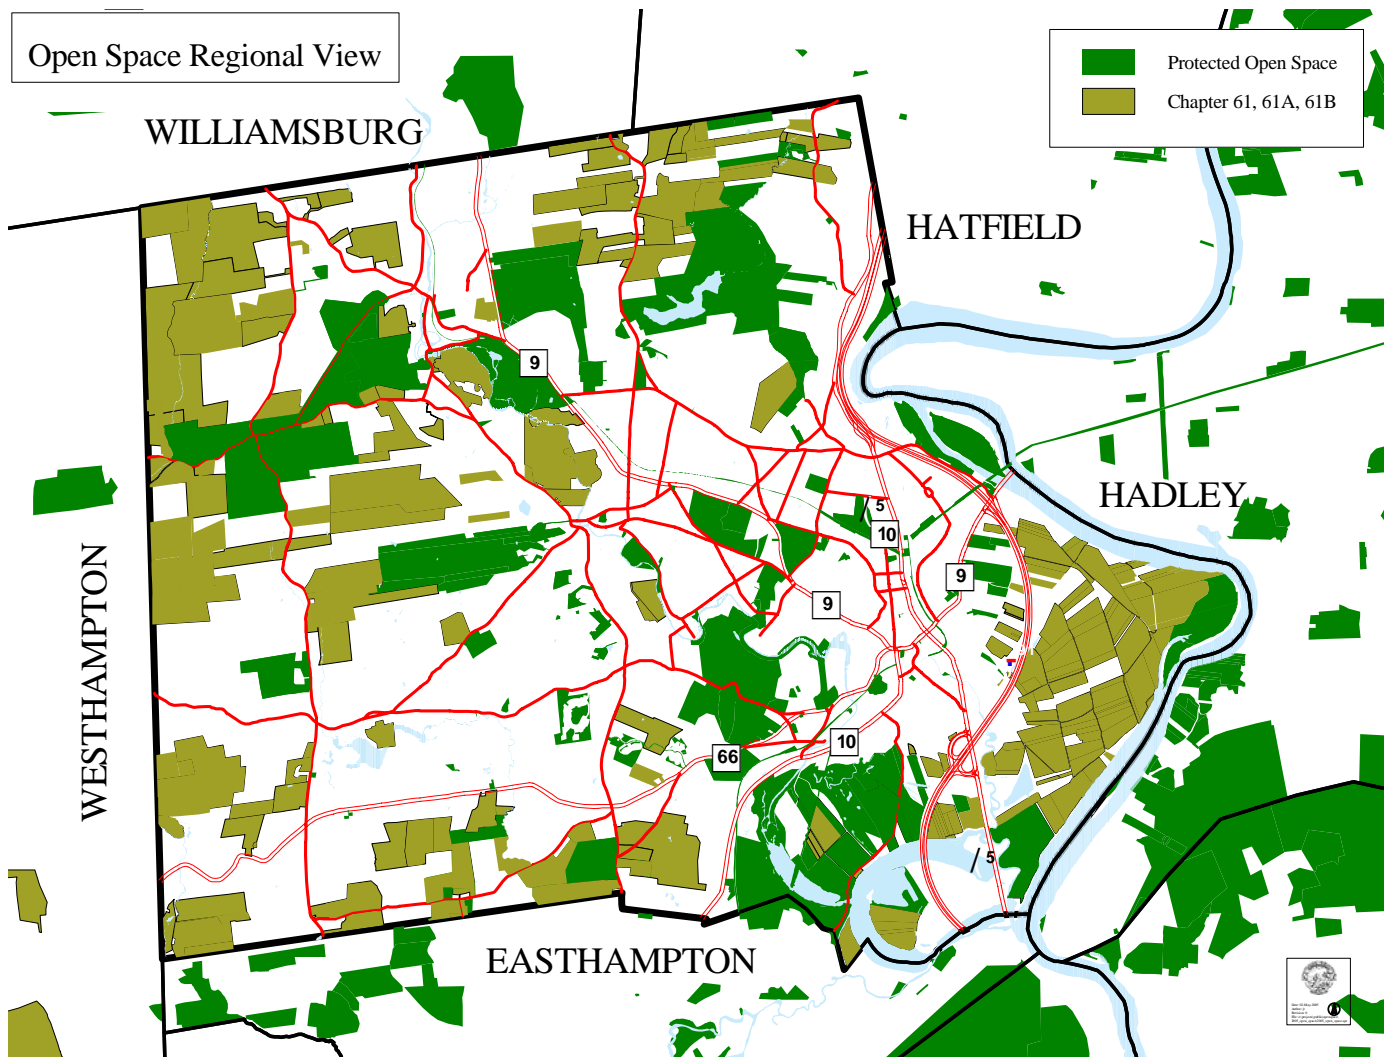 Open Space Regional View
Protected Open Space
Chapter 61, 61A, 61B
WILLIAMSBURG
HATFIELD
9
HADLEY
5
10
9
9
WESTHAMPTON
10
66
5
EASTHAMPTON